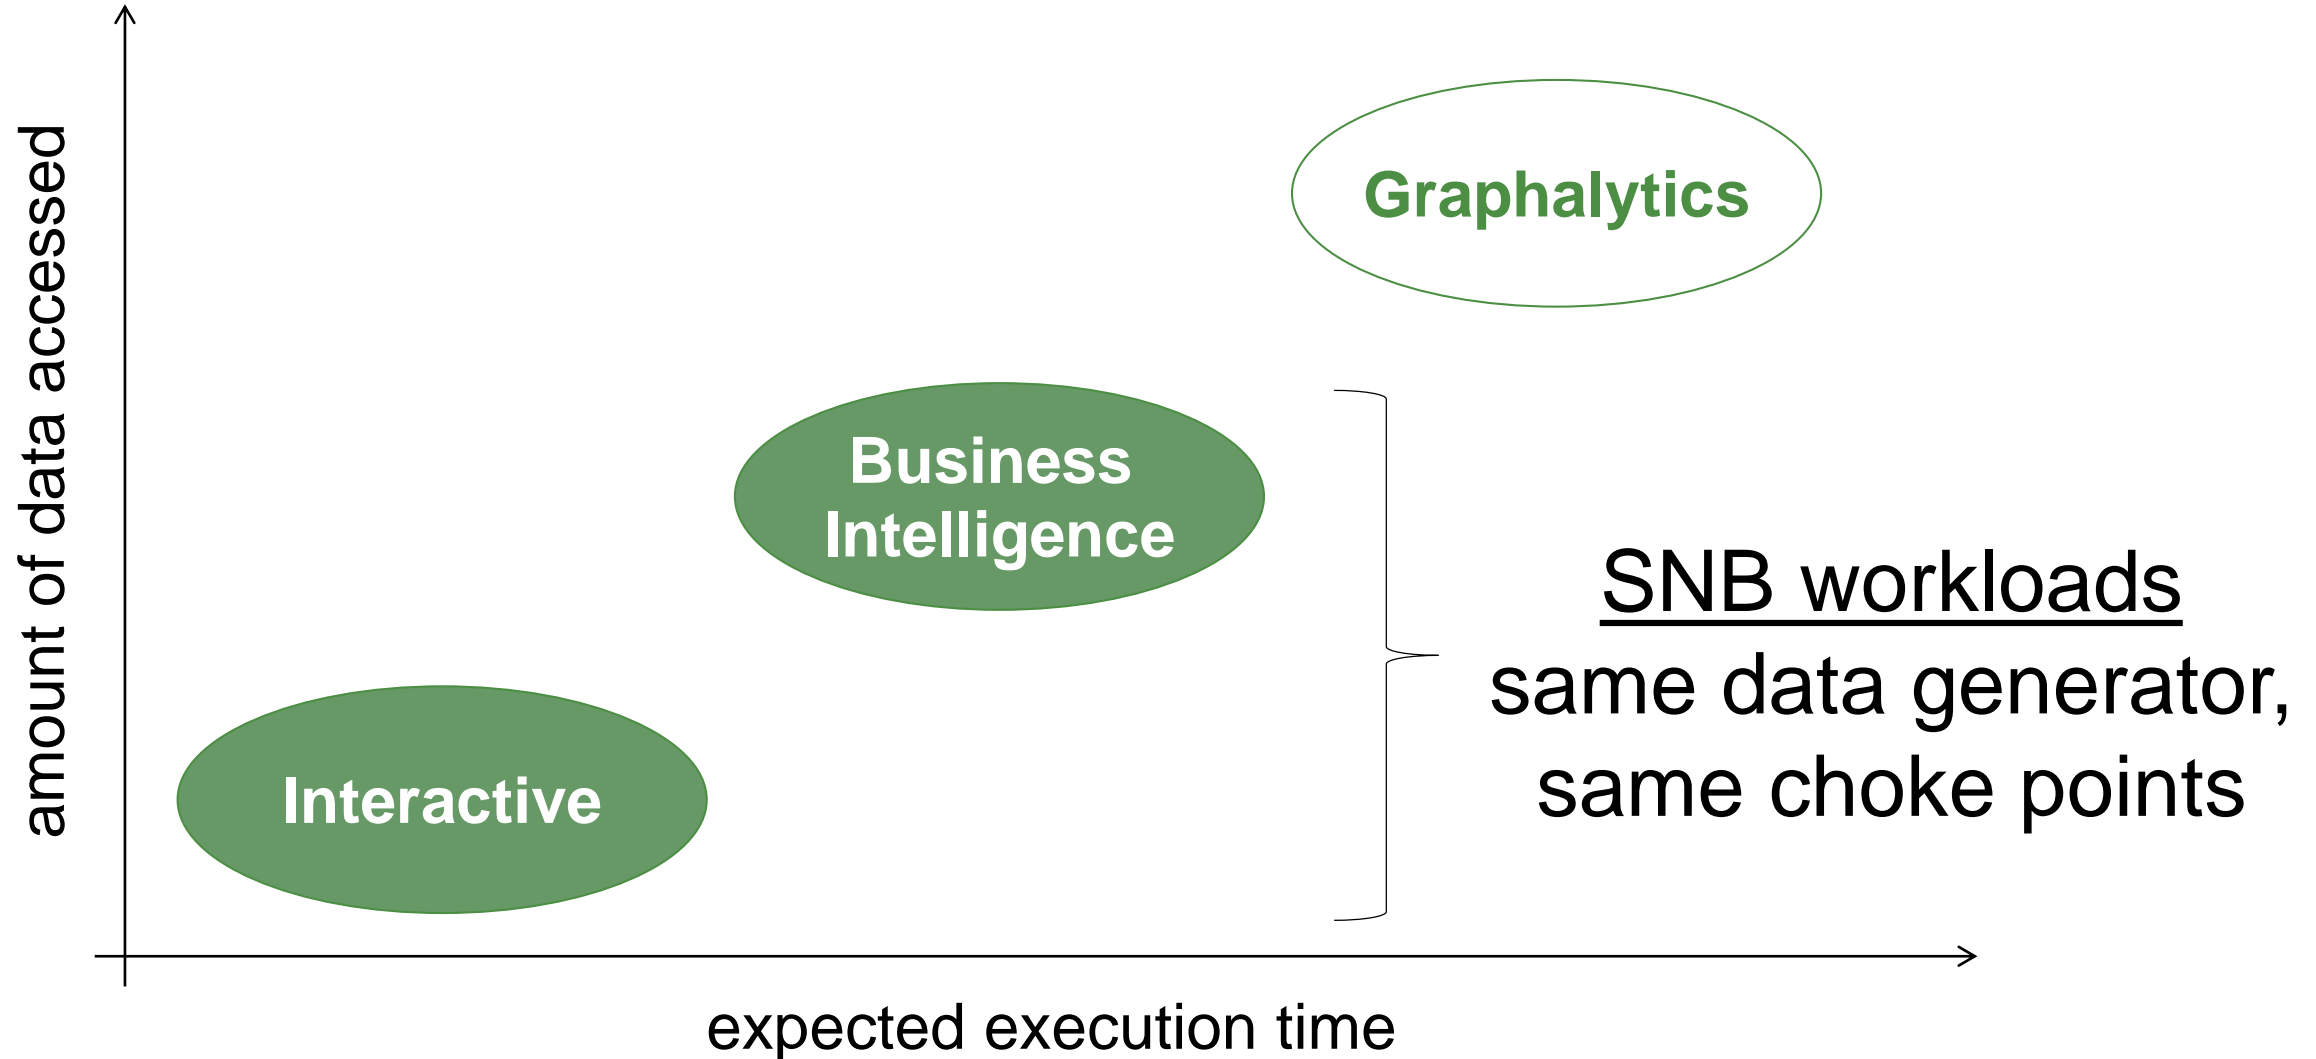 amount of data accessed
Graphalytics
Business
Intelligence
Interactive
SNB workloads
same data generator,
same choke points
expected execution time